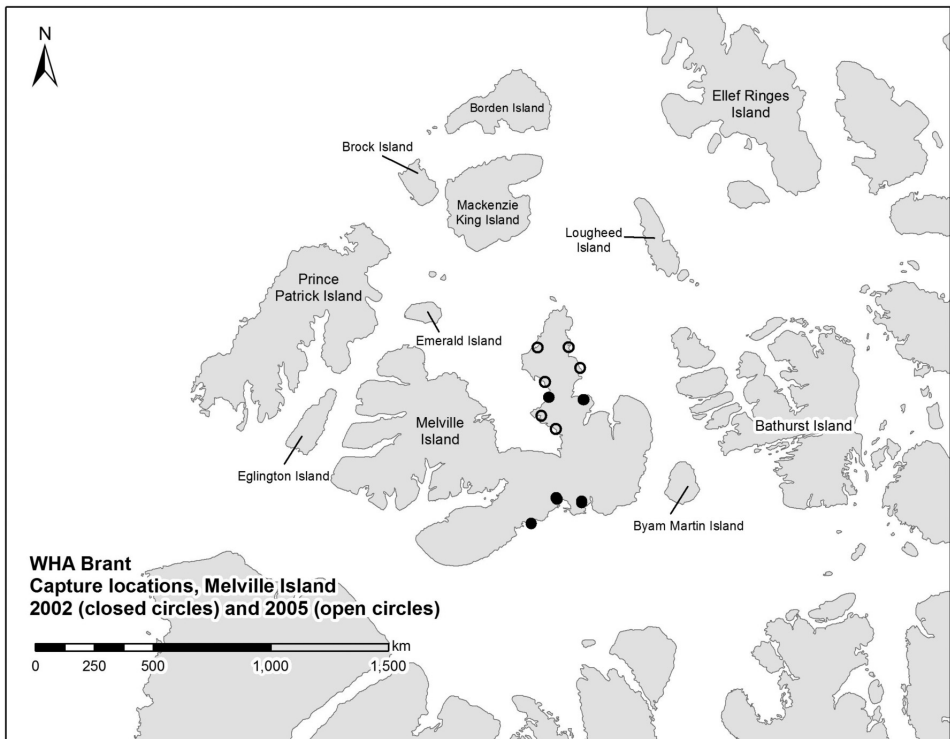 N
Borden Island
Ellef Ringes
Island
Brock Island
Mackenzie
King Island
Lougheed
Island
Prince
Patrick Island
Emerald Island
Melville
Island
Bathurst Island
Eglington Island
Byam Martin Island
WHA Brant
Capture locations, Melville Island
2002 (closed circles) and 2005 (open circles)
km
0 250 500 1,000 1,500